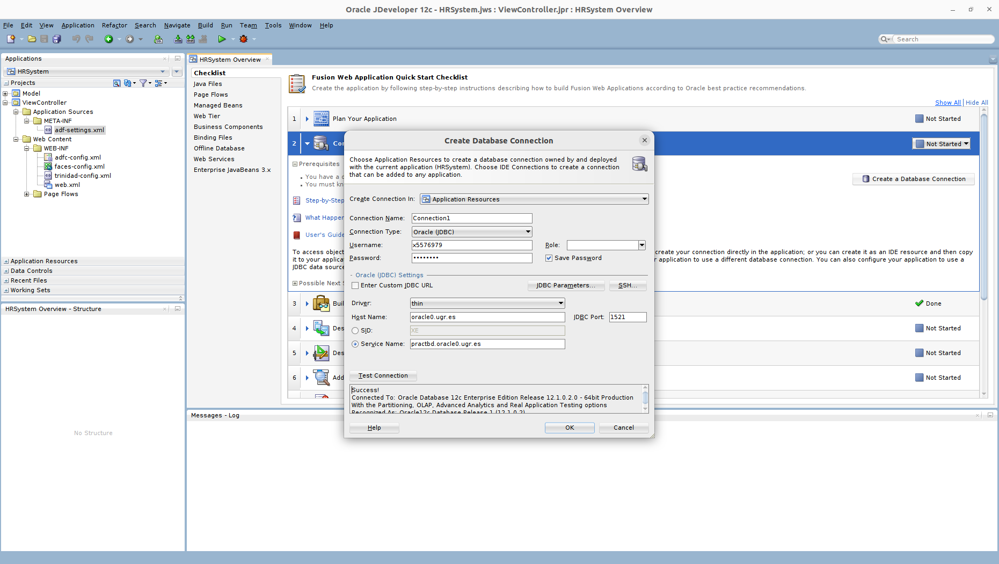 Oracle JDeveloper 12c - HRSystem.jws : ViewController.jpr : HRSystem Overview
File Edit View Application Refactor Search Navigate Build Run Team Tools Window Help
Search
Applications
HRSystem
Projects
Model
ViewController
Application Sources
META-INF
adf-settings.xml
Web Content
WEB-INF
adfc-config.xml
faces-config.xml
trinidad-config.xml
web.xml
Page Flows
Application Resources
Data Controls
Recent Files
Working Sets
HRSystem Overview - Structure
No Structure
HRSystem Overview
Checklist
Java Files
Page Flows
Managed Beans
Web Tier
Business Components
Binding Files
Offline Database
Web Services
Enterprise JavaBeans 3.x
Fusion Web Application Quick Start Checklist
Create the application by following step-by-step instructions describing how to build Fusion Web Applications according to Oracle best practice recommendations.
Show All Hide All
1 Plan Your Application Not Started
2 Con Not Started
Prerequisites
You have a
You must kn
Create a Database Connection
Step-by-Step
What Happen
User's Guide
To access object create your connection directly in the application; or you can create it as an IDE resource and then copy
it to your applica application to use a different database connection. You can also configure your application to use a
JDBC data sourc
Possible Next
3 Buil Done
4 Des Not Started
5 Des Not Started
6 Add Not Started
Create Database Connection
Choose Application Resources to create a database connection owned by and deployed
with the current application (HRSystem). Choose IDE Connections to create a connection
that can be added to any application.
Create Connection In: Application Resources
Connection Name: Connection1
Connection Type: Oracle (JDBC)
Username: x5576979 Role:
Password: •••••••• Save Password
Oracle (JDBC) Settings
Enter Custom JDBC URL JDBC Parameters... SSH...
Driver: thin
Host Name: oracle0.ugr.es JDBC Port: 1521
SID: XE
Service Name: practbd.oracle0.ugr.es
Test Connection
Success!
Connected To: Oracle Database 12c Enterprise Edition Release 12.1.0.2.0 - 64bit Production
With the Partitioning, OLAP, Advanced Analytics and Real Application Testing options
Recognized As: Oracle12c Database Release 1 (12.1.0.2)
Help OK Cancel
Messages - Log